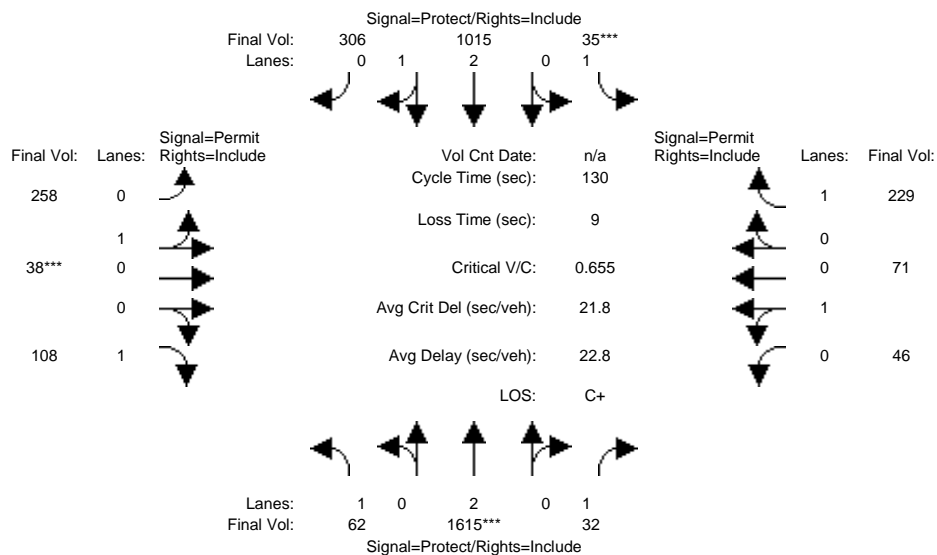 Signal=Protect/Rights=Include
Final Vol: 306 1015 35***
Lanes: 0 1 2 0 1
Signal=Permit Signal=Permit
Final Vol: Lanes: Rights=Include Vol Cnt Date: n/a Rights=Include Lanes: Final Vol:
Cycle Time (sec): 130
258 0 1 229
Loss Time (sec): 9
1 0
38*** 0 Critical V/C: 0.655 0 71
0 Avg Crit Del (sec/veh): 21.8 1
108 1 Avg Delay (sec/veh): 22.8 0 46
LOS: C+
Lanes: 1 0 2 0 1
Final Vol: 62 1615*** 32
Signal=Protect/Rights=Include